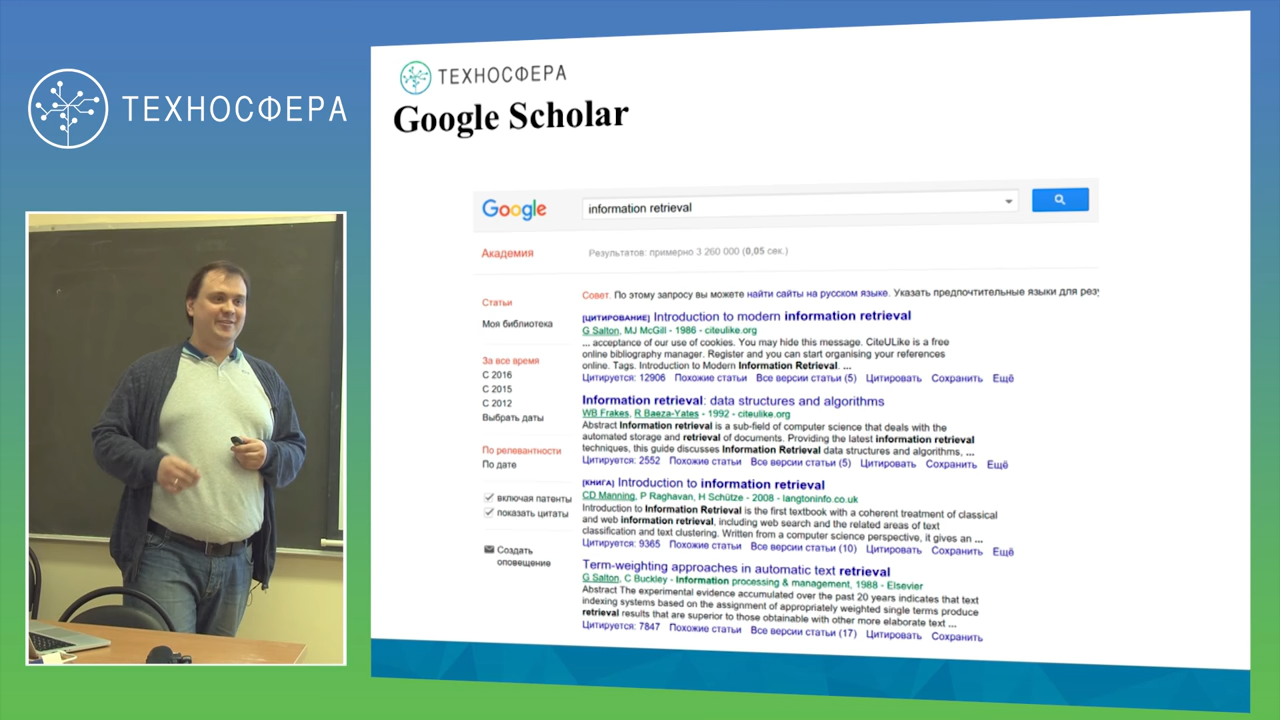 ТЕХНОСФЕРА
ТЕХНОСФЕРА
Google Scholar
Google
information retrieval
Академия
Результатов: примерно 3 260 000 (0,05 сек.)
Статьи
Моя библиотека
За все время
С 2016
С 2015
С 2012
Выбрать даты
По релевантности
По дате
включая патенты
показать цитаты
Создать
оповещение
Совет. По этому запросу вы можете найти сайты на русском языке. Указать предпочтительные языки для
[ЦИТИРОВАНИЕ] Introduction to modern information retrieval
G Salton, MJ McGill - 1986 - citeulike.org
... acceptance of our use of cookies. You may hide this message. CiteULike is a free
online bibliography manager. Register and you can start organising your references
online. Tags. Introduction to Modern Information Retrieval. ...
Цитируется: 12906 Похожие статьи Все версии статьи (5) Цитировать Сохранить Ещё
Information retrieval: data structures and algorithms
WB Frakes, R Baeza-Yates - 1992 - citeulike.org
Abstract Information retrieval is a sub-field of computer science that deals with the
automated storage and retrieval of documents. Providing the latest information retrieval
techniques, this guide discusses Information Retrieval data structures and algorithms, ...
Цитируется: 2552 Похожие статьи Все версии статьи (5) Цитировать Сохранить Ещё
[КНИГА] Introduction to information retrieval
CD Manning, P Raghavan, H Schütze - 2008 - langtoninfo.co.uk
Introduction to Information Retrieval is the first textbook with a coherent treatment of classical
and web information retrieval, including web search and the related areas of text
classification and text clustering. Written from a computer science perspective, it gives an ...
Цитируется: 9365 Похожие статьи Все версии статьи (10) Цитировать Сохранить Ещё
Term-weighting approaches in automatic text retrieval
G Salton, C Buckley - Information processing & management, 1988 - Elsevier
Abstract The experimental evidence accumulated over the past 20 years indicates that text
indexing systems based on the assignment of appropriately weighted single terms produce
retrieval results that are superior to those obtainable with other more elaborate text ...
Цитируется: 7847 Похожие статьи Все версии статьи (17) Цитировать Сохранить